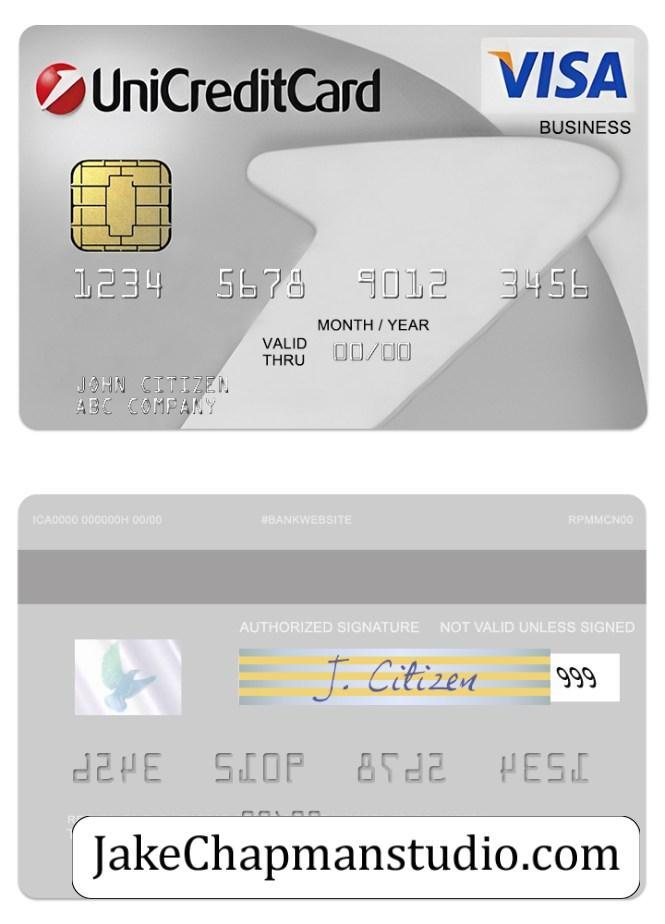 UniCreditCard
VISA
BUSINESS
1234 5678 9012 3456
MONTH / YEAR
VALID THRU 00/00
JOHN CITIZEN
ABC COMPANY
ICA0000 000000H 00/00 #BANKWEBSITE RPMMCN00
AUTHORIZED SIGNATURE NOT VALID UNLESS SIGNED
J. Citizen 999
JakeChapmanstudio.com